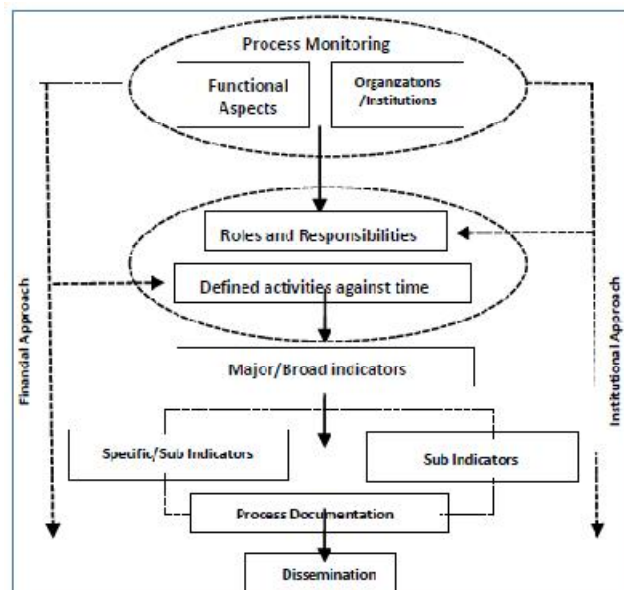 Process Monitoring
Functional
Aspects
Organizations
/Institutions
Roles and Responsibilities
Defined activities against time
Major/Broad indicators
Specific/Sub Indicators
Sub Indicators
Process Documentation
Dissemination
Financial Approach
Institutional Approach